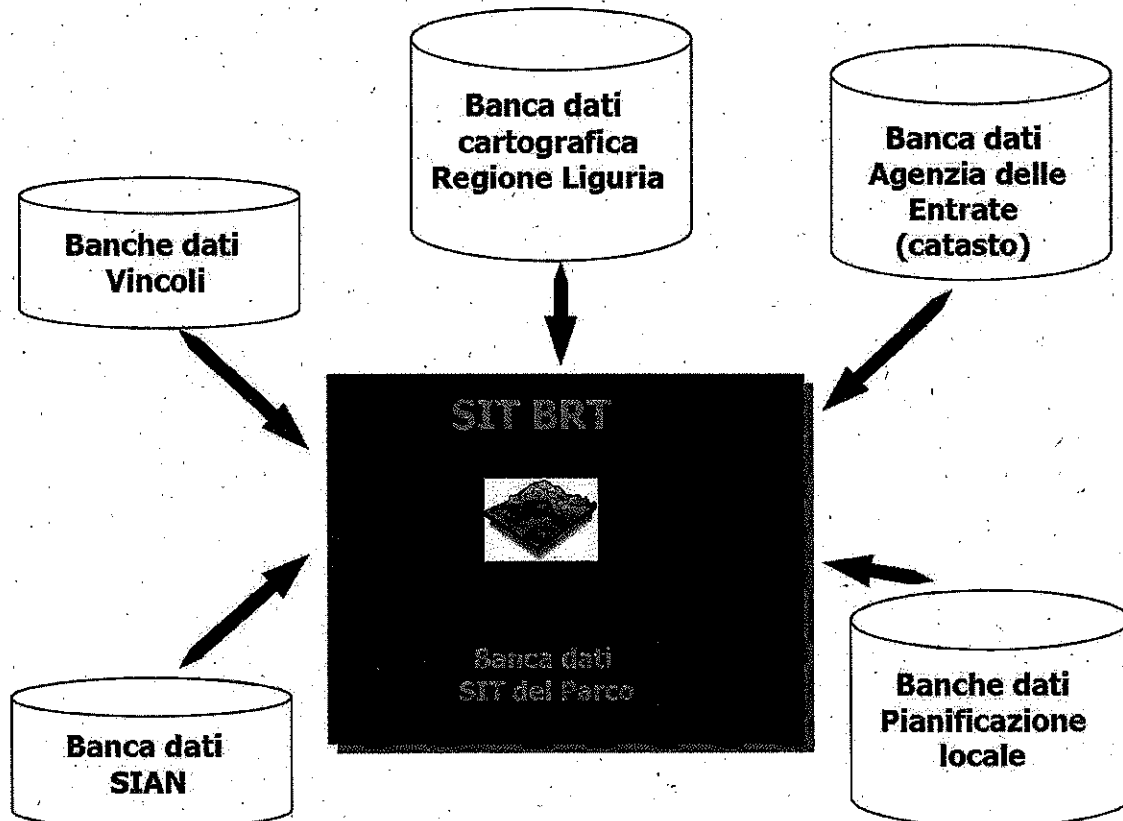 Banca dati
cartografica
Regione Liguria
Banca dati
Agenzia delle
Entrate
(catasto)
Banche dati
Vincoli
SIT BRT
Banca dati
SIT del Parco
Banca dati
SIAN
Banche dati
Pianificazione
locale